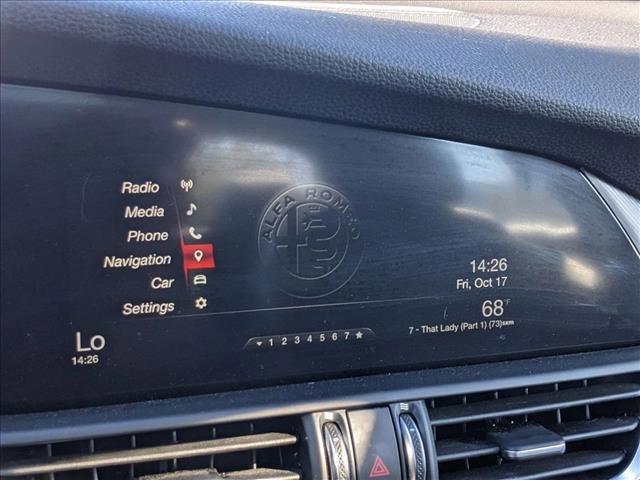 Radio
Media
Phone
Navigation
Car
Settings
ALFA ROMEO
14:26
Fri, Oct 17
68°F
7 - That Lady (Part 1) (73)SXM
Lo
14:26
1 2 3 4 5 6 7